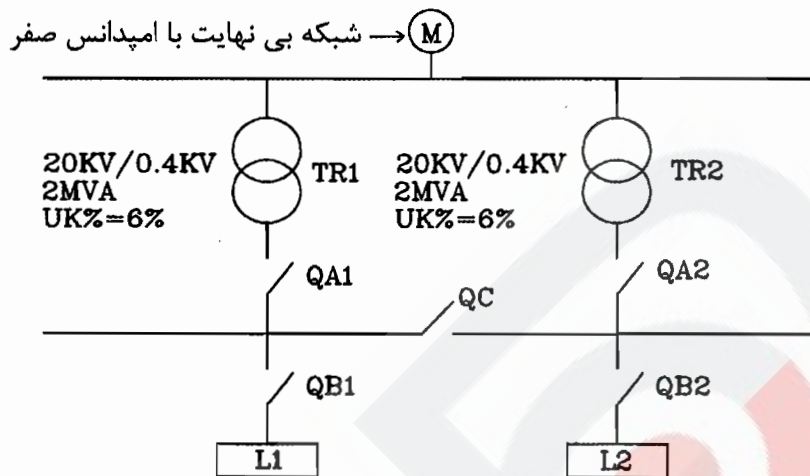 شبکه بی نهایت با امپدانس صفر → M
20KV/0.4KV
2MVA
UK%=6%
TR1
20KV/0.4KV
2MVA
UK%=6%
TR2
QA1
QC
QA2
QB1
QB2
L1
L2